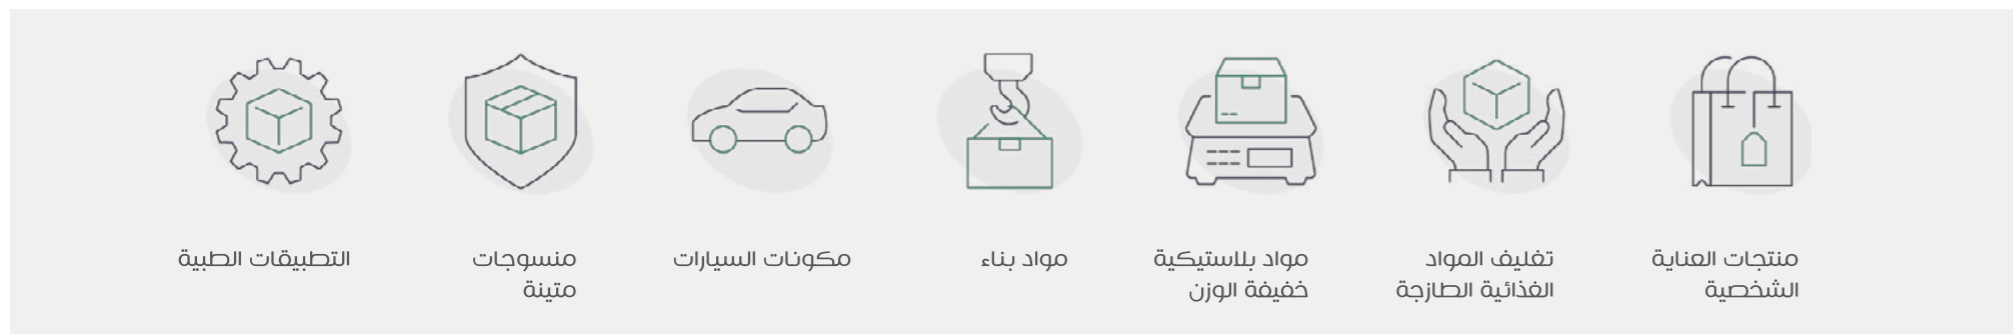 منتجات العناية
الشخصية
تغليف المواد
الغذائية الطازجة
مواد بلاستيكية
خفيفة الوزن
مواد بناء
مكونات السيارات
منسوجات
متينة
التطبيقات الطبية